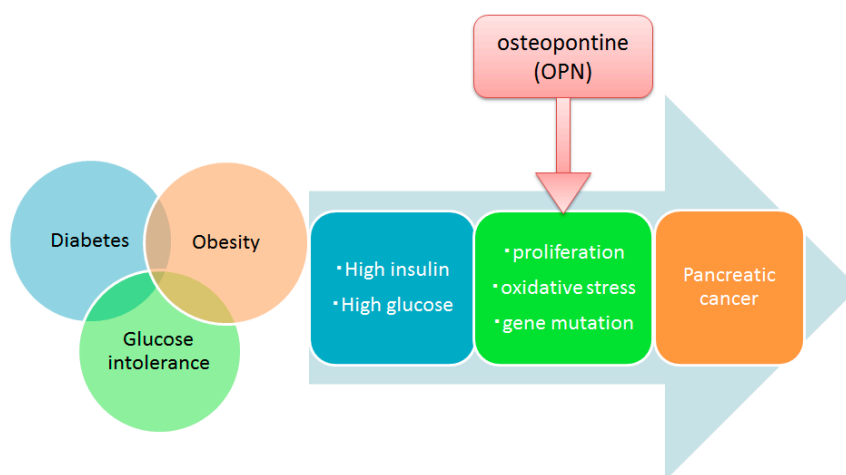 osteopontine
(OPN)
Diabetes
Obesity
Glucose
intolerance
・High insulin
・High glucose
・proliferation
・oxidative stress
・gene mutation
Pancreatic
cancer